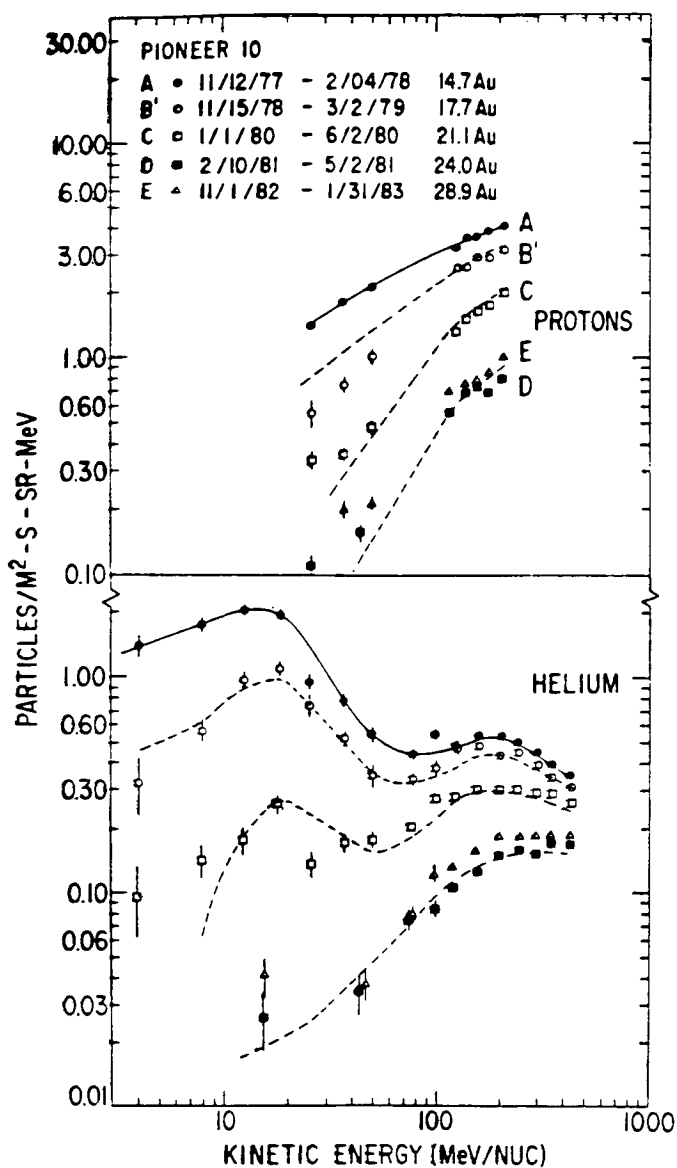 30.00
PIONEER 10
A ● 11/12/77 - 2/04/78 14.7 Au
B' ○ 11/15/78 - 3/2/79 17.7 Au
C □ 1/1/80 - 6/2/80 21.1 Au
D ■ 2/10/81 - 5/2/81 24.0 Au
E △ 11/1/82 - 1/31/83 28.9 Au
10.00
6.00
3.00
1.00
0.60
0.30
0.10
A
B'
C
PROTONS
E
D
PARTICLES/M²-S-SR-MeV
HELIUM
1.00
0.60
0.30
0.10
0.06
0.03
0.01
10 100 1000
KINETIC ENERGY (MeV/NUC)